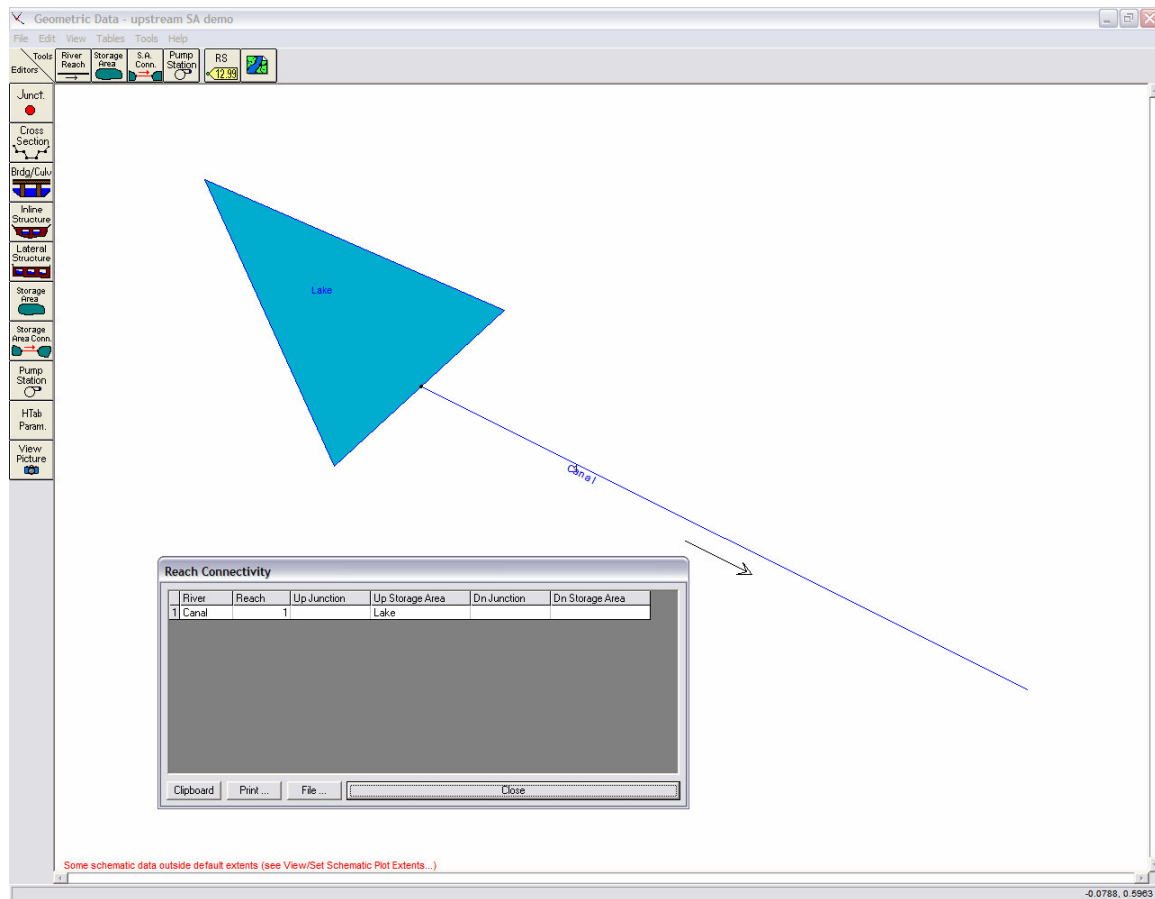 Geometric Data - upstream SA demo
File Edit View Tables Tools Help
Tools
Editors
River Reach
Storage Area
S.A. Conn.
Pump Station
RS
12.99
Junct.
Cross Section
Brdg/Culv
Inline Structure
Lateral Structure
Storage Area
Storage Area Conn.
Pump Station
HTab Param.
View Picture
Lake
Canal
Reach Connectivity
River Reach Up Junction Up Storage Area Dn Junction Dn Storage Area
1 Canal 1 Lake
Clipboard Print ... File ... Close
Some schematic data outside default extents (see View/Set Schematic Plot Extents...)
-0.0788, 0.5963